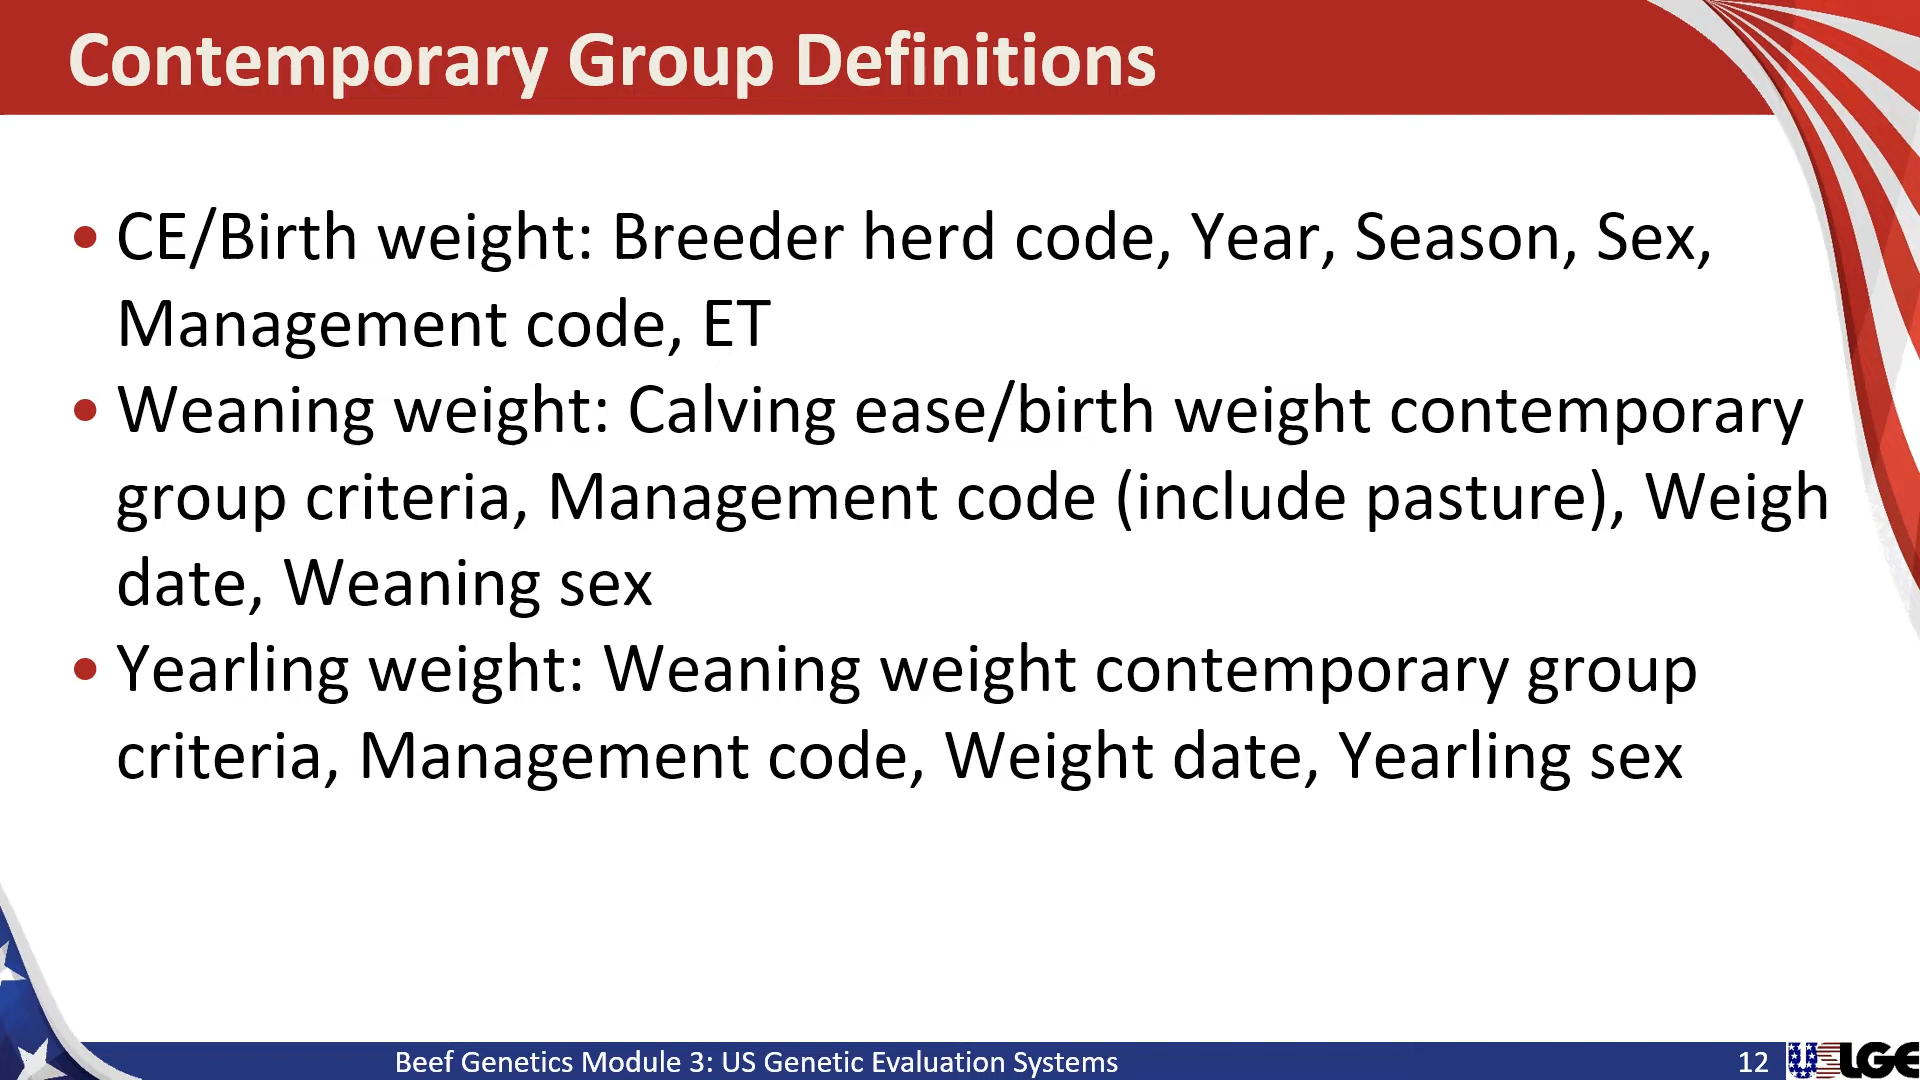 Contemporary Group Definitions
• CE/Birth weight: Breeder herd code, Year, Season, Sex,
Management code, ET
• Weaning weight: Calving ease/birth weight contemporary
group criteria, Management code (include pasture), Weigh
date, Weaning sex
• Yearling weight: Weaning weight contemporary group
criteria, Management code, Weight date, Yearling sex
Beef Genetics Module 3: US Genetic Evaluation Systems
12
USLGE